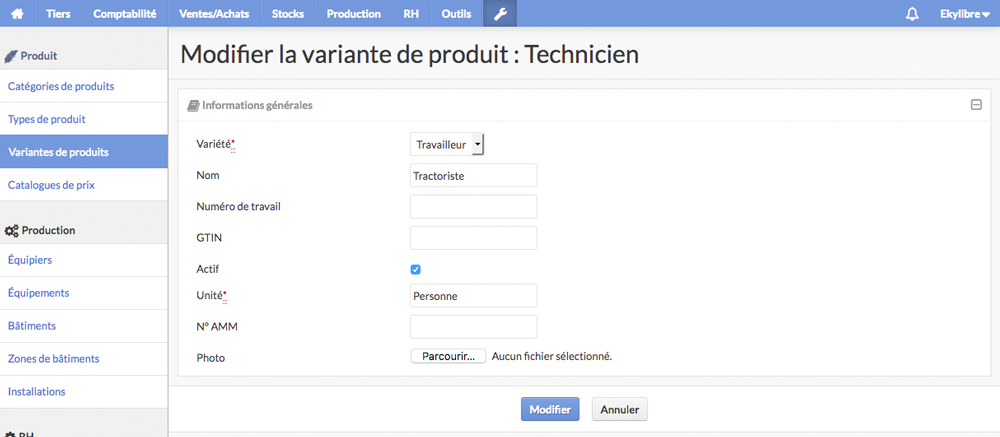 Tiers Comptabilité Ventes/Achats Stocks Production RH Outils Ekylibre
Produit
Catégories de produits
Types de produit
Variantes de produits
Catalogues de prix
Production
Équipiers
Équipements
Bâtiments
Zones de bâtiments
Installations
RH
Modifier la variante de produit : Technicien
Informations générales
Variété* Travailleur
Nom Tractoriste
Numéro de travail
GTIN
Actif
Unité* Personne
N° AMM
Photo Parcourir... Aucun fichier sélectionné.
Modifier Annuler